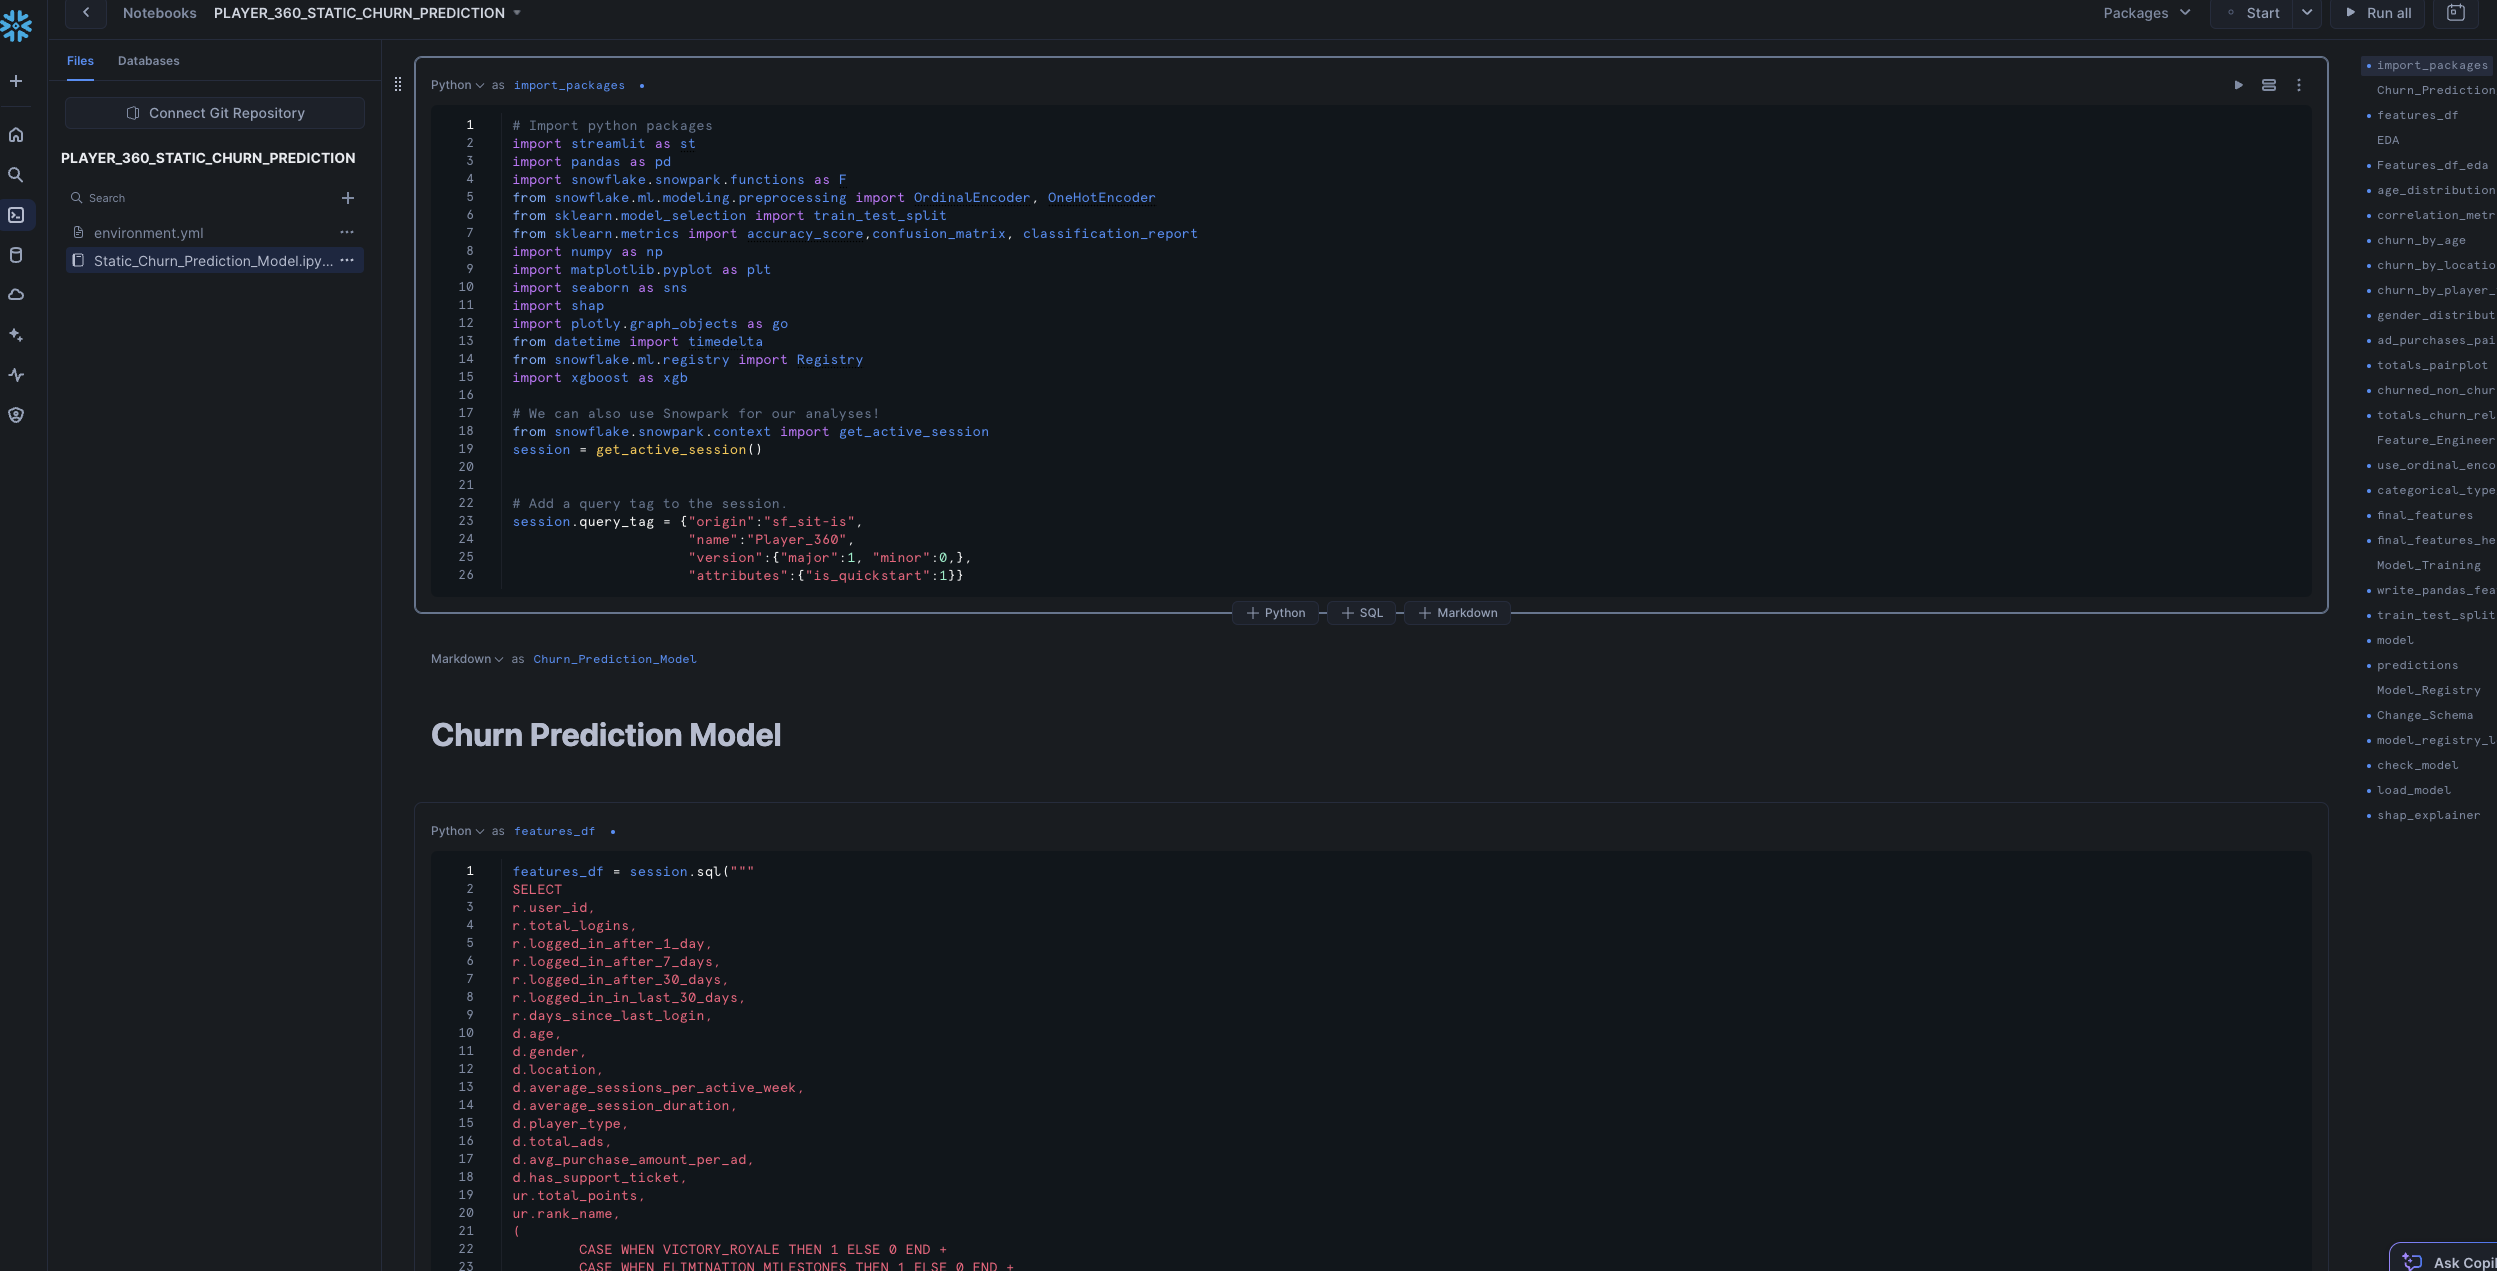 Notebooks PLAYER_360_STATIC_CHURN_PREDICTION
Packages
Start
Run all
Files Databases
Connect Git Repository
PLAYER_360_STATIC_CHURN_PREDICTION
Search
environment.yml
Static_Churn_Prediction_Model.ipy...
Python as import_packages
1 # Import python packages
2 import streamlit as st
3 import pandas as pd
4 import snowflake.snowpark.functions as F
5 from snowflake.ml.modeling.preprocessing import OrdinalEncoder, OneHotEncoder
6 from sklearn.model_selection import train_test_split
7 from sklearn.metrics import accuracy_score,confusion_matrix, classification_report
8 import numpy as np
9 import matplotlib.pyplot as plt
10 import seaborn as sns
11 import shap
12 import plotly.graph_objects as go
13 from datetime import timedelta
14 from snowflake.ml.registry import Registry
15 import xgboost as xgb
16
17 # We can also use Snowpark for our analyses!
18 from snowflake.snowpark.context import get_active_session
19 session = get_active_session()
20
21
22 # Add a query tag to the session.
23 session.query_tag = {"origin":"sf_sit-is",
24 "name":"Player_360",
25 "version":{"major":1, "minor":0,},
26 "attributes":{"is_quickstart":1}}
+ Python + SQL + Markdown
Markdown as Churn_Prediction_Model
Churn Prediction Model
Python as features_df
1 features_df = session.sql("""
2 SELECT
3 r.user_id,
4 r.total_logins,
5 r.logged_in_after_1_day,
6 r.logged_in_after_7_days,
7 r.logged_in_after_30_days,
8 r.logged_in_in_last_30_days,
9 r.days_since_last_login,
10 d.age,
11 d.gender,
12 d.location,
13 d.average_sessions_per_active_week,
14 d.average_session_duration,
15 d.player_type,
16 d.total_ads,
17 d.avg_purchase_amount_per_ad,
18 d.has_support_ticket,
19 ur.total_points,
20 ur.rank_name,
21 (
22 CASE WHEN VICTORY_ROYALE THEN 1 ELSE 0 END +
23 CASE WHEN ELIMINATION_MILESTONES THEN 1 ELSE 0 END +
import_packages
Churn_Prediction
features_df
EDA
Features_df_eda
age_distribution
correlation_metr
churn_by_age
churn_by_locatio
churn_by_player_
gender_distribut
ad_purchases_pai
totals_pairplot
churned_non_chur
totals_churn_rel
Feature_Engineer
use_ordinal_enco
categorical_type
final_features
final_features_he
Model_Training
write_pandas_fea
train_test_split
model
predictions
Model_Registry
Change_Schema
model_registry_l
check_model
load_model
shap_explainer
Ask Copil